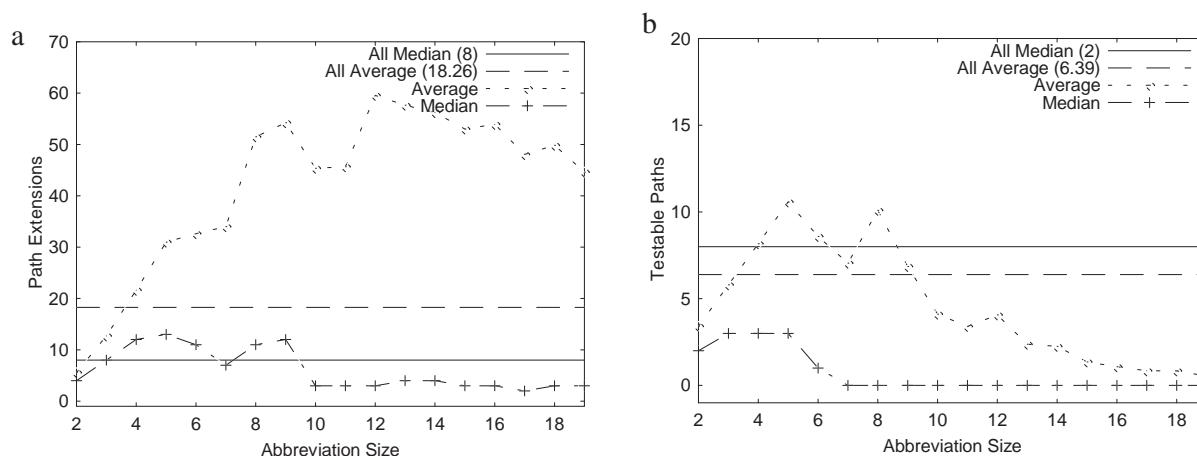 a
70
60
50
40
30
20
10
0
Path Extensions
All Median (8)
All Average (18.26)
Average
Median
2 4 6 8 10 12 14 16 18
Abbreviation Size
b
20
15
10
5
0
Testable Paths
All Median (2)
All Average (6.39)
Average
Median
2 4 6 8 10 12 14 16 18
Abbreviation Size